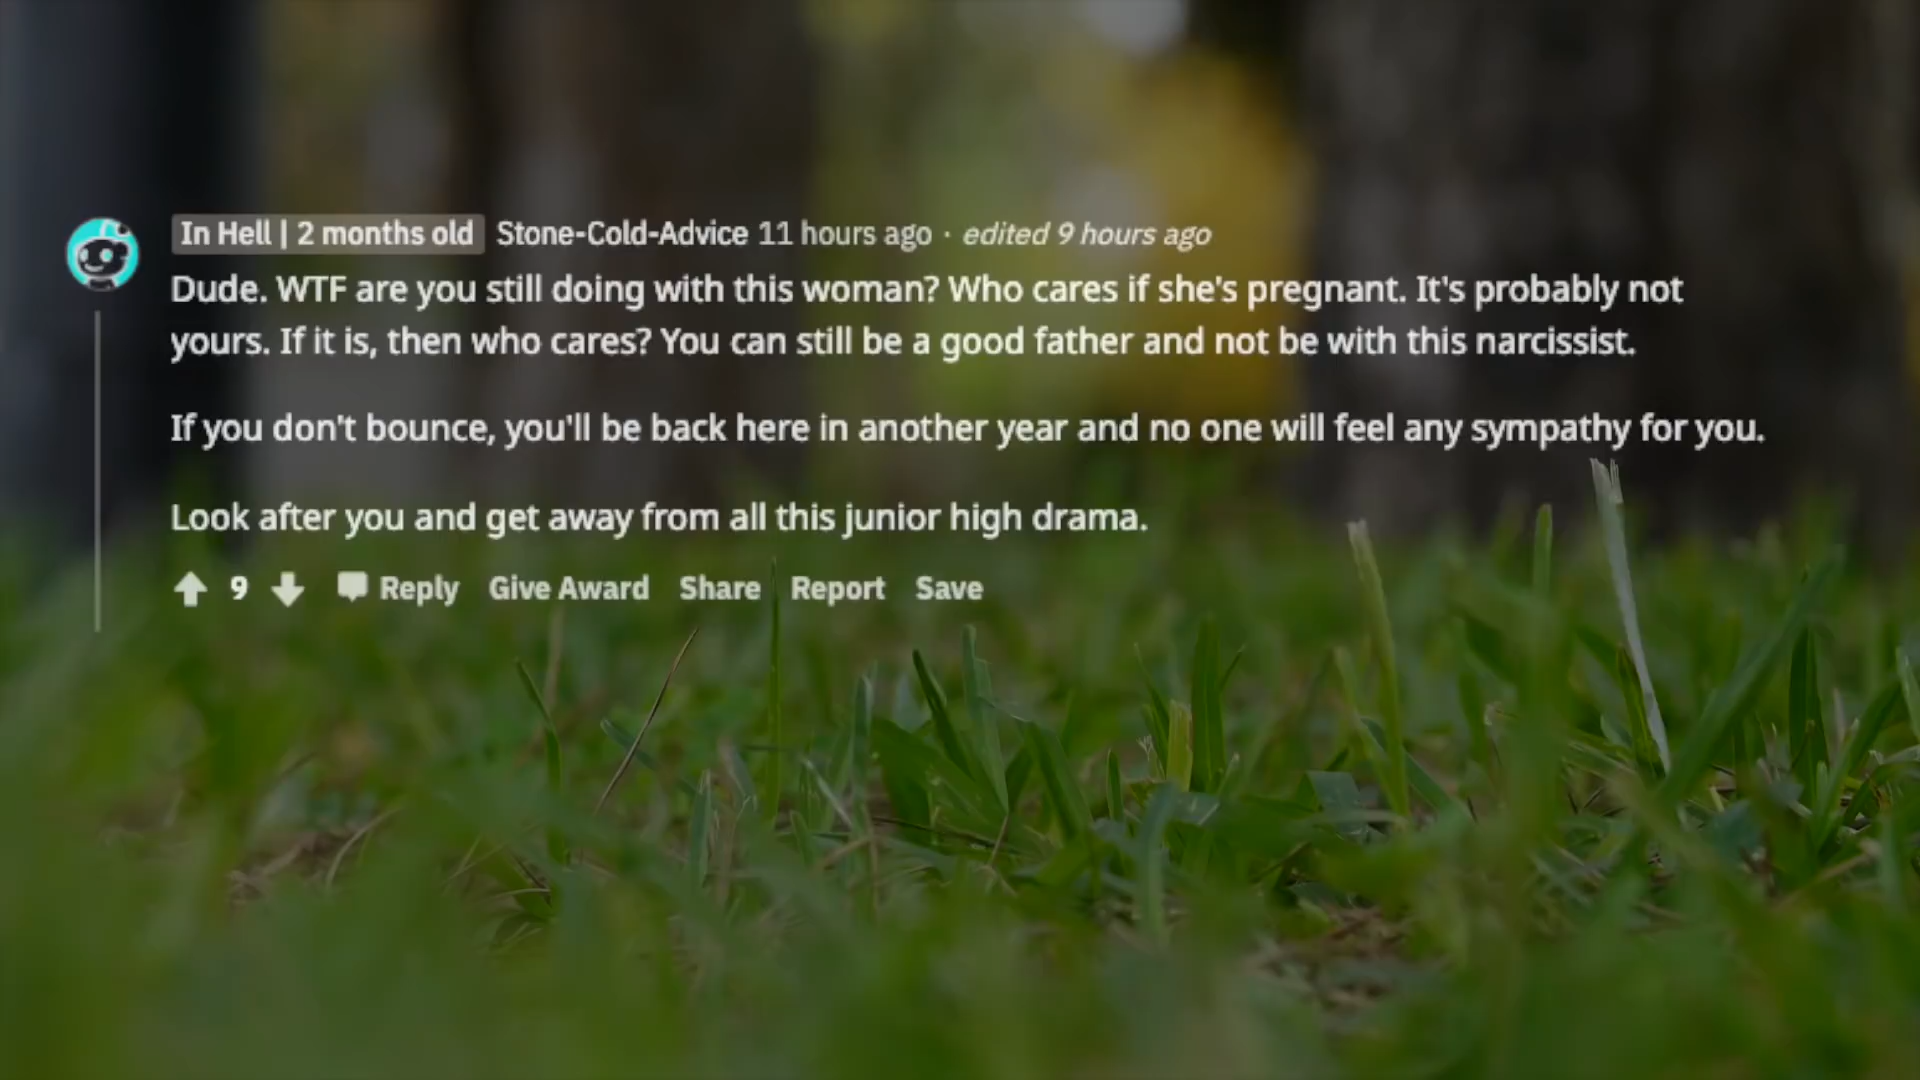 In Hell | 2 months old Stone-Cold-Advice 11 hours ago · edited 9 hours ago
Dude. WTF are you still doing with this woman? Who cares if she's pregnant. It's probably not
yours. If it is, then who cares? You can still be a good father and not be with this narcissist.
If you don't bounce, you'll be back here in another year and no one will feel any sympathy for you.
Look after you and get away from all this junior high drama.
9 Reply Give Award Share Report Save